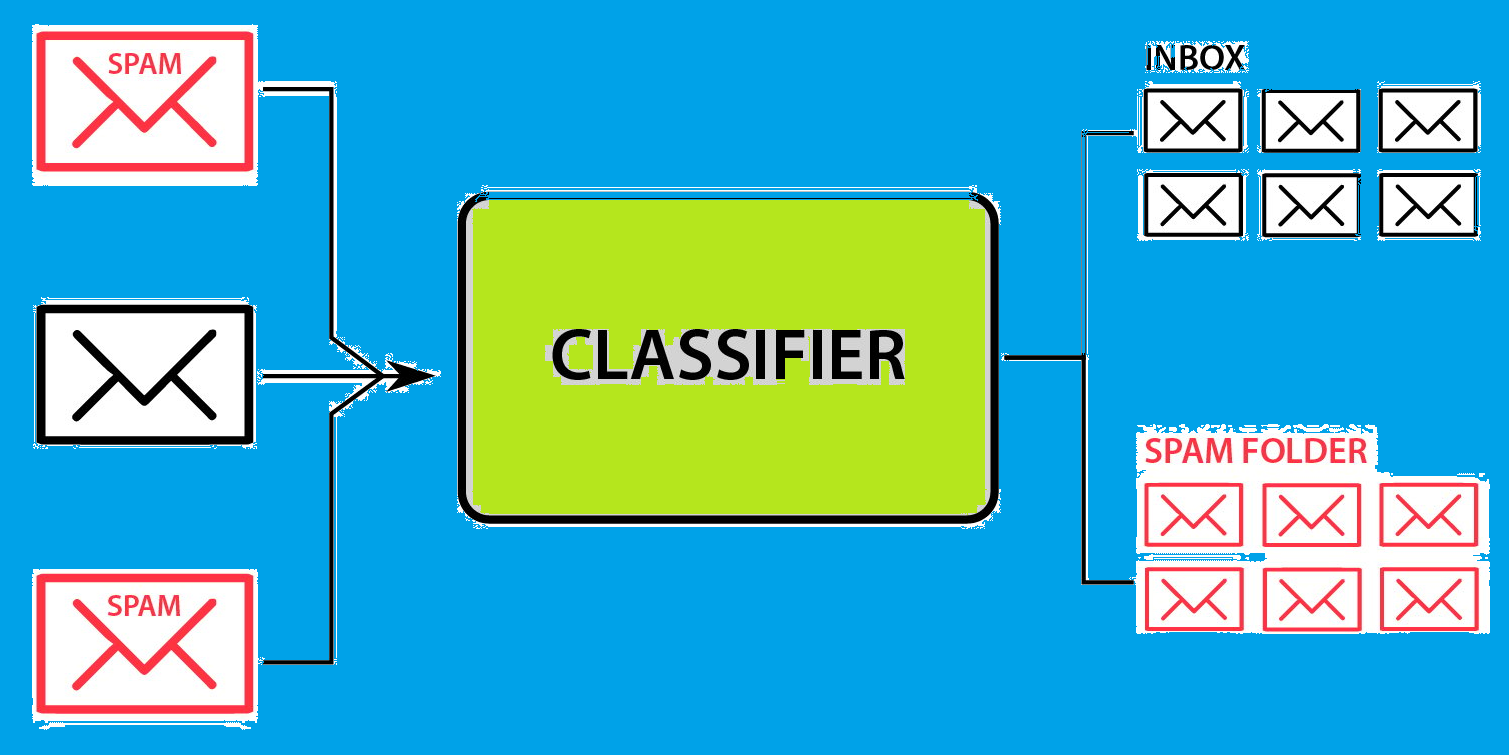 SPAM
INBOX
CLASSIFIER
SPAM FOLDER
SPAM